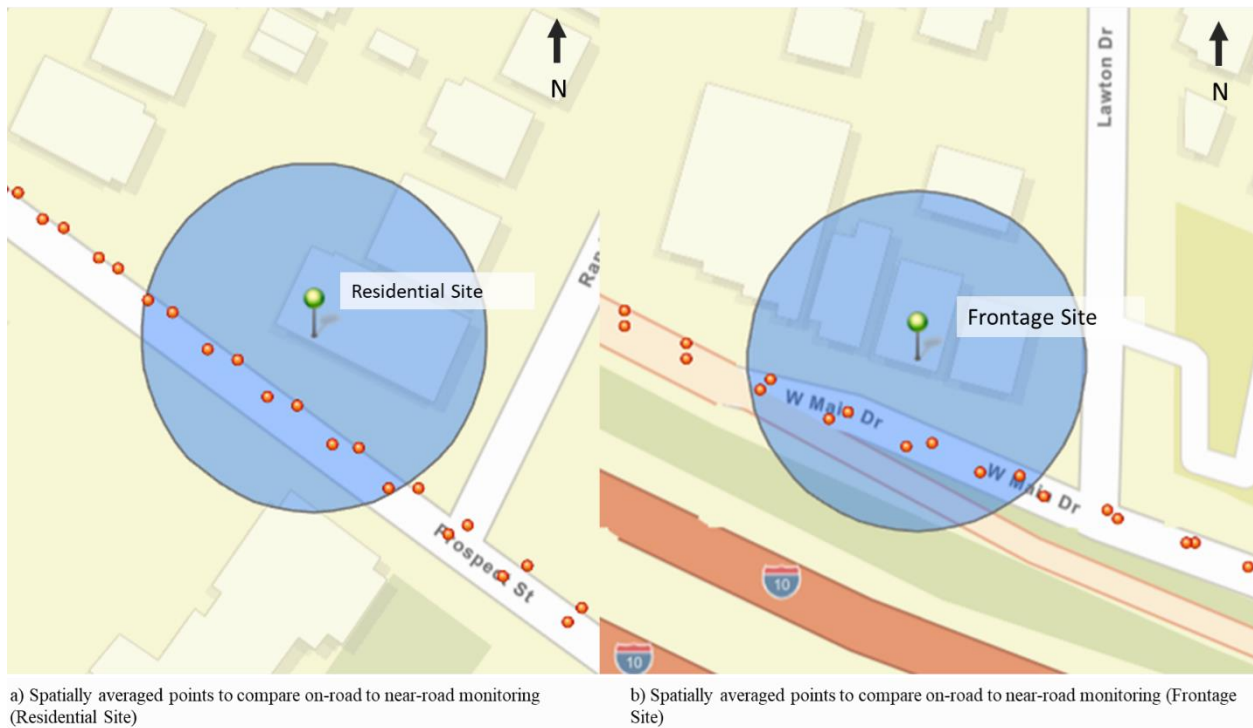 N
Residential Site
Prospect St
10
a) Spatially averaged points to compare on-road to near-road monitoring
(Residential Site)
N
Lawton Dr
Frontage Site
W Main Dr
W Main Dr
10
b) Spatially averaged points to compare on-road to near-road monitoring (Frontage
Site)